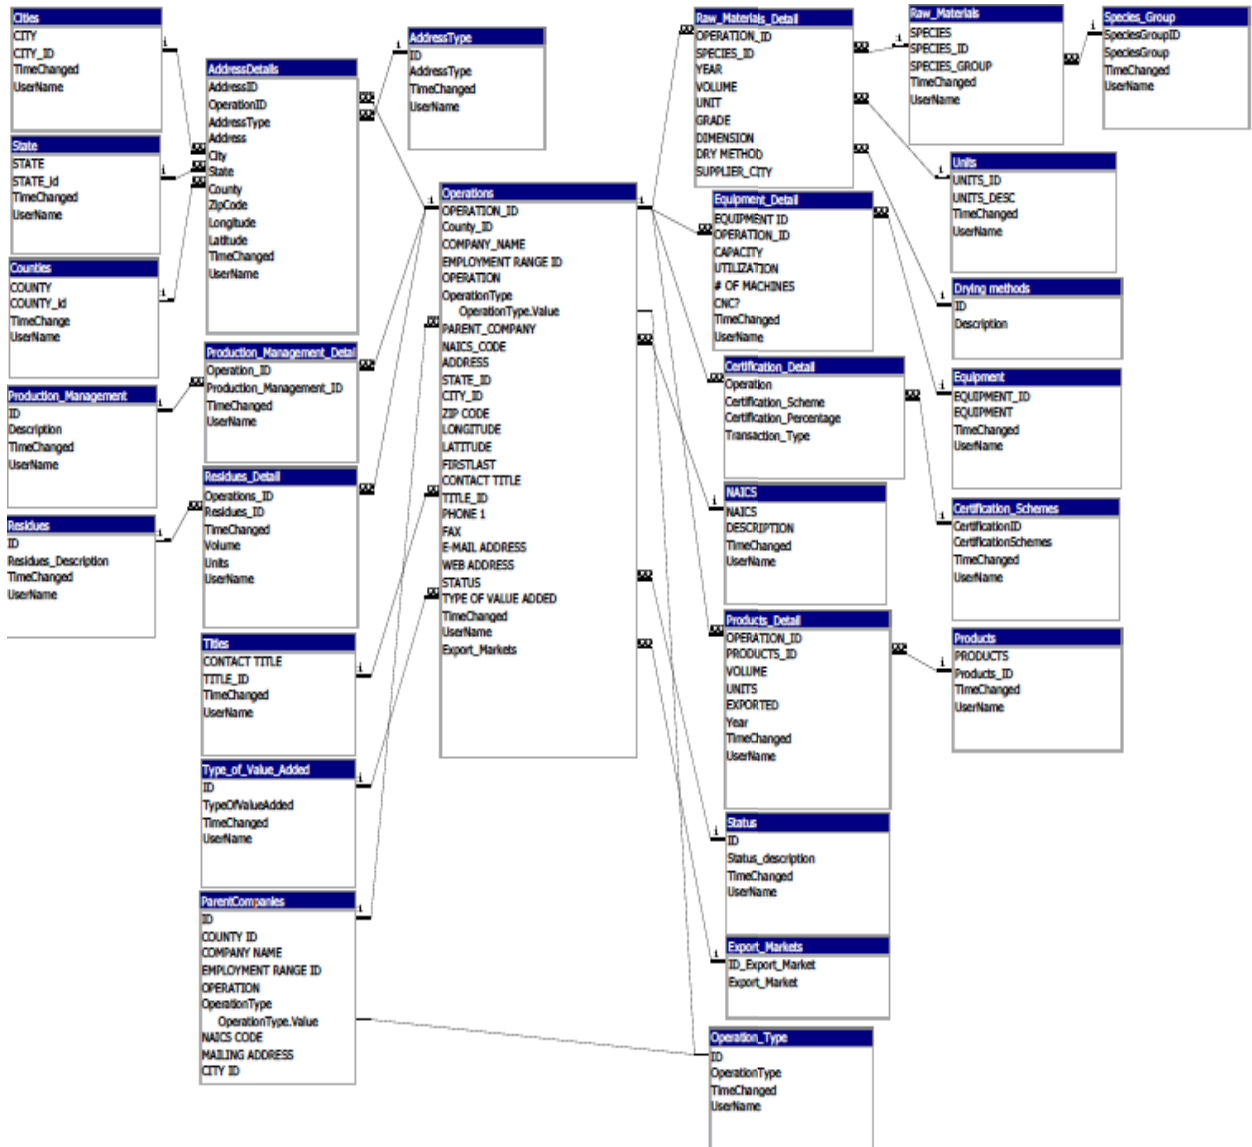 Cities
CITY
CITY_ID
TimeChanged
UserName
State
STATE
STATE_id
TimeChanged
UserName
Counties
COUNTY
COUNTY_id
TimeChange
UserName
Production_Management
ID
Description
TimeChanged
UserName
Residues
ID
Residues_Description
TimeChanged
UserName
AddressDetails
AddressID
OperationID
AddressType
Address
City
State
County
ZipCode
Longitude
Latitude
TimeChanged
UserName
Production_Management_Detail
Operation_ID
Production_Management_ID
TimeChanged
UserName
Residues_Detail
Operations_ID
Residues_ID
TimeChanged
Volume
Units
UserName
Titles
CONTACT TITLE
TITLE_ID
TimeChanged
UserName
Type_of_Value_Added
ID
TypeOfValueAdded
TimeChanged
UserName
ParentCompanies
ID
COUNTY ID
COMPANY NAME
EMPLOYMENT RANGE ID
OPERATION
OperationType
OperationType.Value
NAICS CODE
MAILING ADDRESS
CITY ID
AddressType
ID
AddressType
TimeChanged
UserName
Operations
OPERATION_ID
County_ID
COMPANY_NAME
EMPLOYMENT RANGE ID
OPERATION
OperationType
OperationType.Value
PARENT_COMPANY
NAICS_CODE
ADDRESS
STATE_ID
CITY_ID
ZIP CODE
LONGITUDE
LATITUDE
FIRSTLAST
CONTACT TITLE
TITLE_ID
PHONE 1
FAX
E-MAIL ADDRESS
WEB ADDRESS
STATUS
TYPE OF VALUE ADDED
TimeChanged
UserName
Export_Markets
Raw_Materials_Detail
OPERATION_ID
SPECIES_ID
YEAR
VOLUME
UNIT
GRADE
DIMENSION
DRY METHOD
SUPPLIER_CITY
Equipment_Detail
EQUIPMENT ID
OPERATION_ID
CAPACITY
UTILIZATION
# OF MACHINES
CNC?
TimeChanged
UserName
Certification_Detail
Operation
Certification_Scheme
Certification_Percentage
Transaction_Type
NAICS
NAICS
DESCRIPTION
TimeChanged
UserName
Products_Detail
OPERATION_ID
PRODUCTS_ID
VOLUME
UNITS
EXPORTED
Year
TimeChanged
UserName
Status
ID
Status_description
TimeChanged
UserName
Export_Markets
ID_Export_Market
Export_Market
Operation_Type
ID
OperationType
TimeChanged
UserName
Raw_Materials
SPECIES
SPECIES_ID
SPECIES_GROUP
TimeChanged
UserName
Species_Group
SpeciesGroupID
SpeciesGroup
TimeChanged
UserName
Units
UNITS_ID
UNITS_DESC
TimeChanged
UserName
Drying methods
ID
Description
Equipment
EQUIPMENT_ID
EQUIPMENT
TimeChanged
UserName
Certification_Schemes
CertificationID
CertificationSchemes
TimeChanged
UserName
Products
PRODUCTS
Products_ID
TimeChanged
UserName